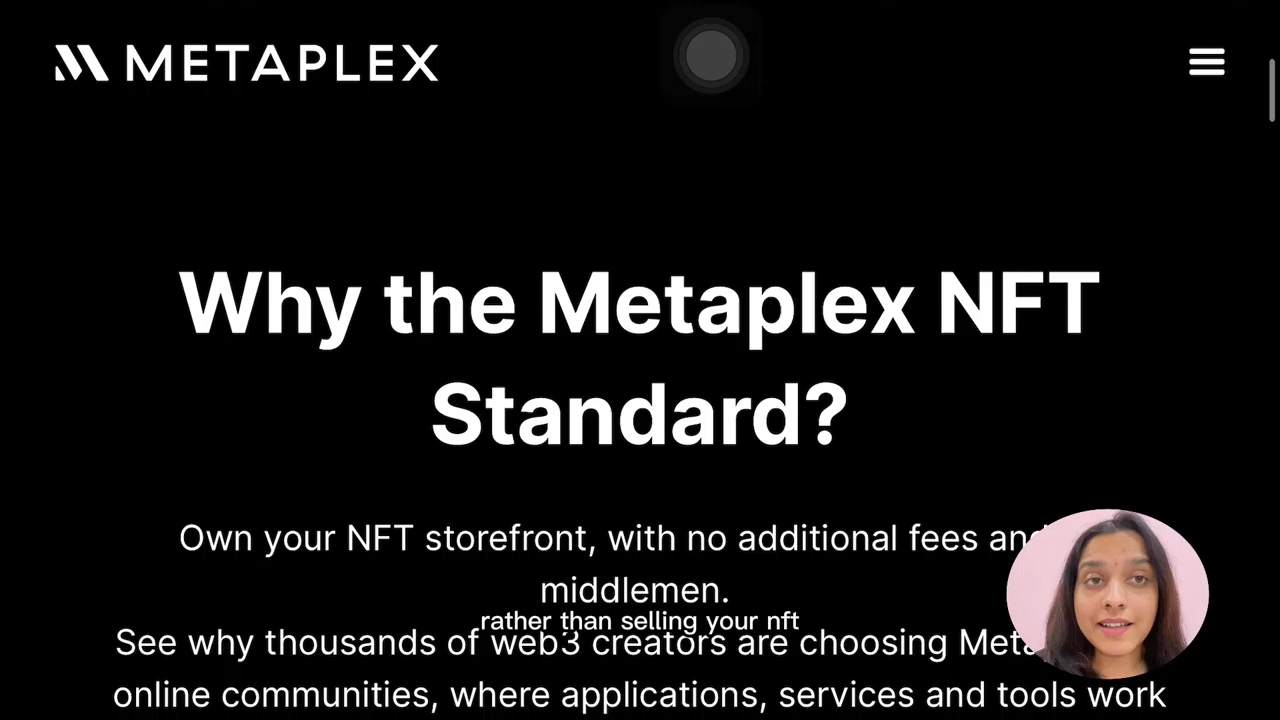 METAPLEX
Why the Metaplex NFT
Standard?
Own your NFT storefront, with no additional fees and
middlemen.
rather than selling your nft
See why thousands of web3 creators are choosing
online communities, where applications, services and tools work